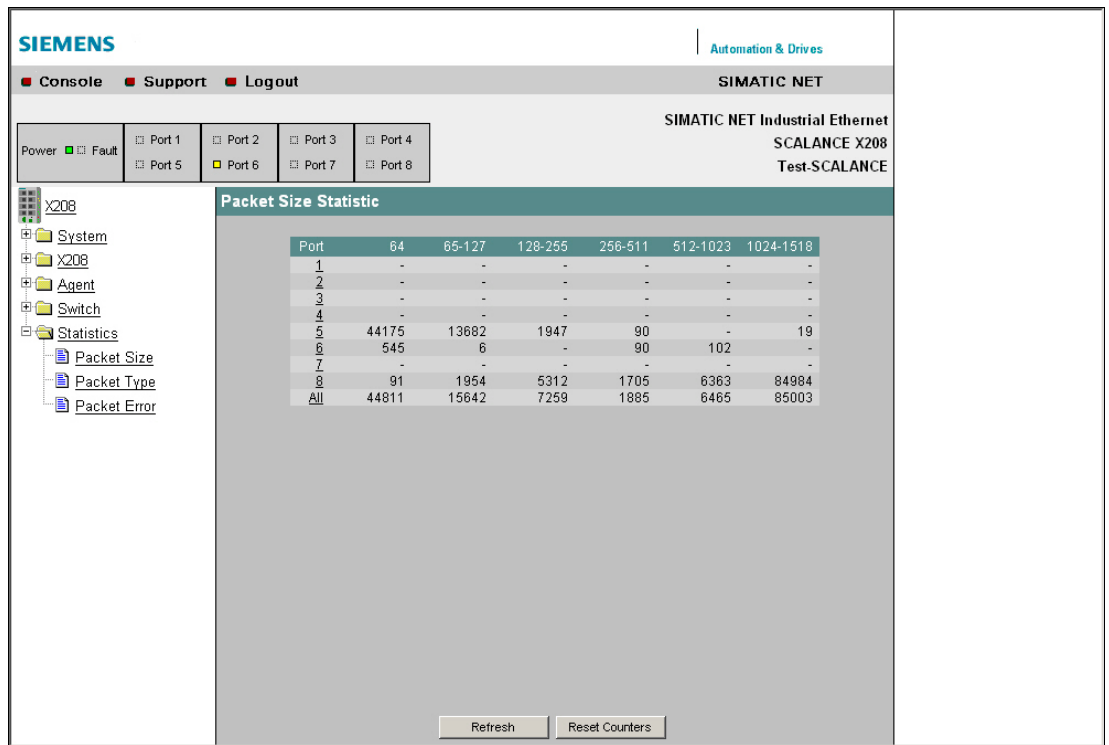 SIEMENS
Automation & Drives
Console Support Logout SIMATIC NET
SIMATIC NET Industrial Ethernet
SCALANCE X208
Test-SCALANCE
Power Fault
Port 1 Port 2 Port 3 Port 4
Port 5 Port 6 Port 7 Port 8
X208
System
X208
Agent
Switch
Statistics
Packet Size
Packet Type
Packet Error
Packet Size Statistic
Port 64 65-127 128-255 256-511 512-1023 1024-1518
1 - - - - - -
2 - - - - - -
3 - - - - - -
4 - - - - - -
5 44175 13682 1947 90 - 19
6 545 6 - 90 102 -
7 - - - - - -
8 91 1954 5312 1705 6363 84984
All 44811 15642 7259 1885 6465 85003
Refresh Reset Counters